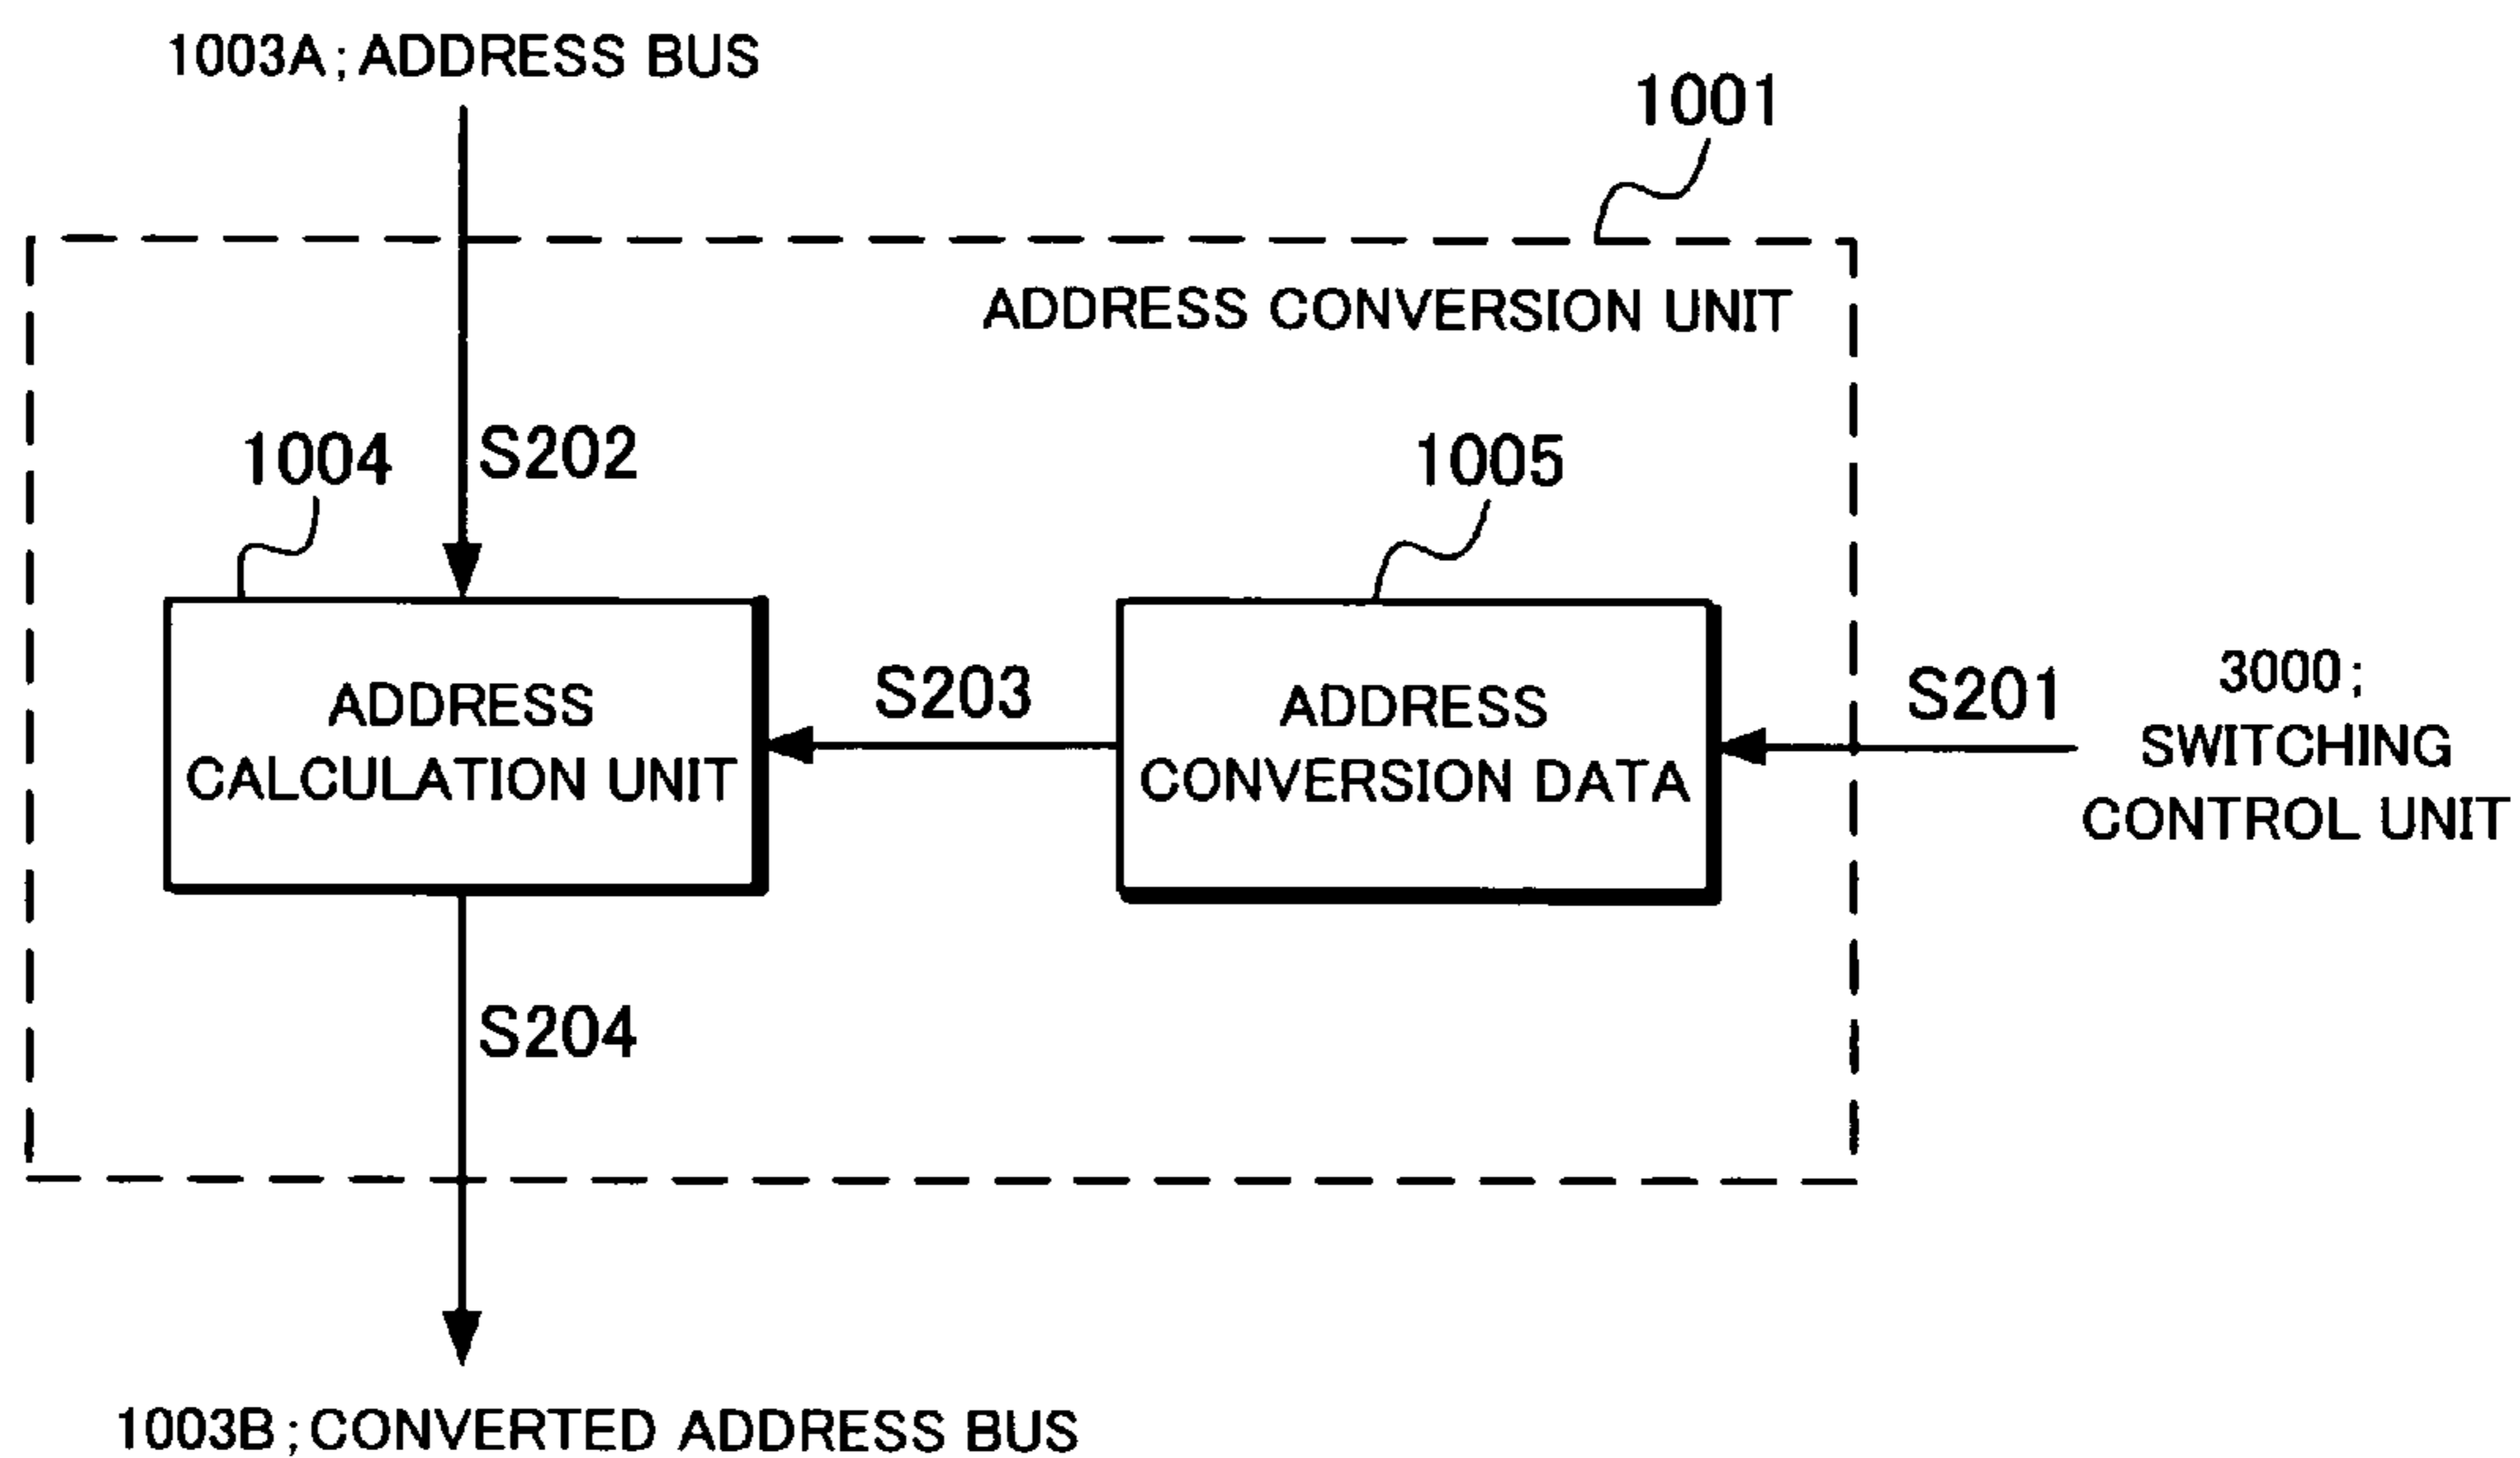 1003A ; ADDRESS BUS
1001
ADDRESS CONVERSION UNIT
1004
S202
1005
ADDRESS
CALCULATION UNIT
S203
ADDRESS
CONVERSION DATA
S201
3000 ;
SWITCHING
CONTROL UNIT
S204
1003B ; CONVERTED ADDRESS BUS